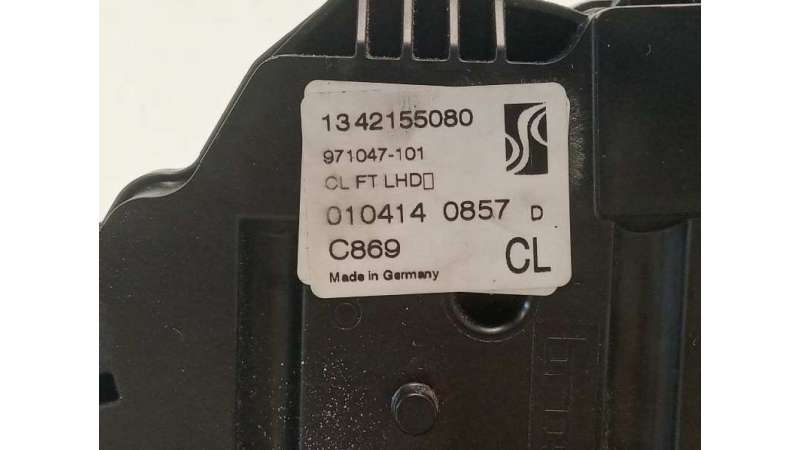 1342155080
971047-101
CL FT LHD□
010414 0857 D
C869 CL
Made in Germany